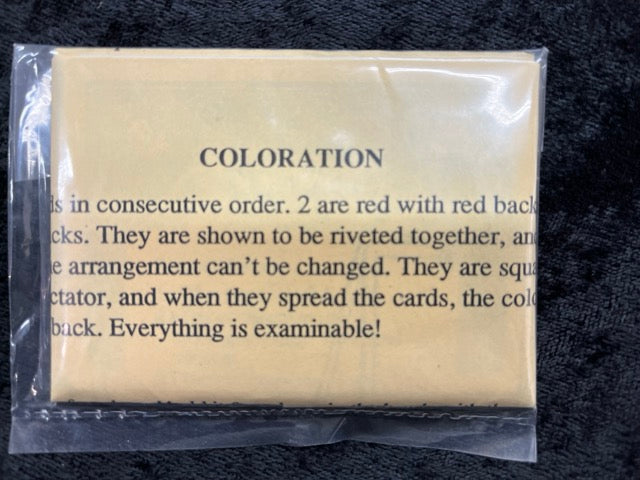 COLORATION
ds in consecutive order. 2 are red with red back
cks. They are shown to be riveted together, an
e arrangement can't be changed. They are squa
ctator, and when they spread the cards, the colo
back. Everything is examinable!